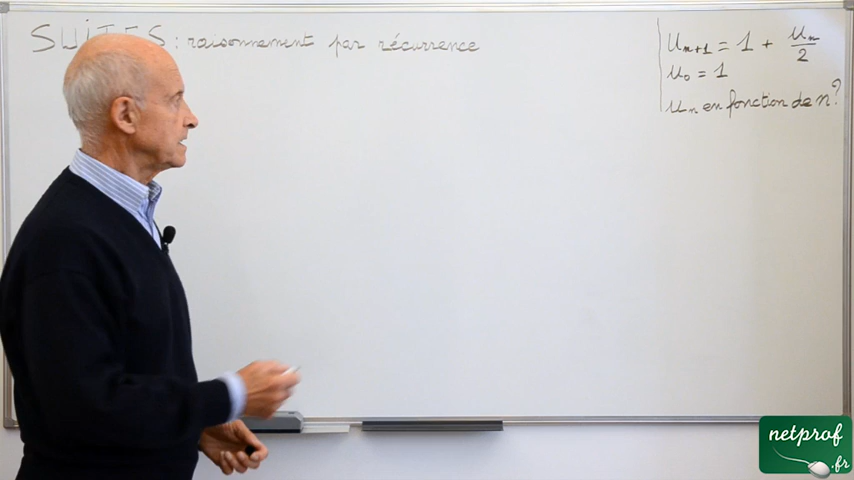 SUITES : raisonnement par récurrence
Uₙ₊₁ = 1 + Uₙ/2
U₀ = 1
Uₙ en fonction de n ?
netprof
.fr